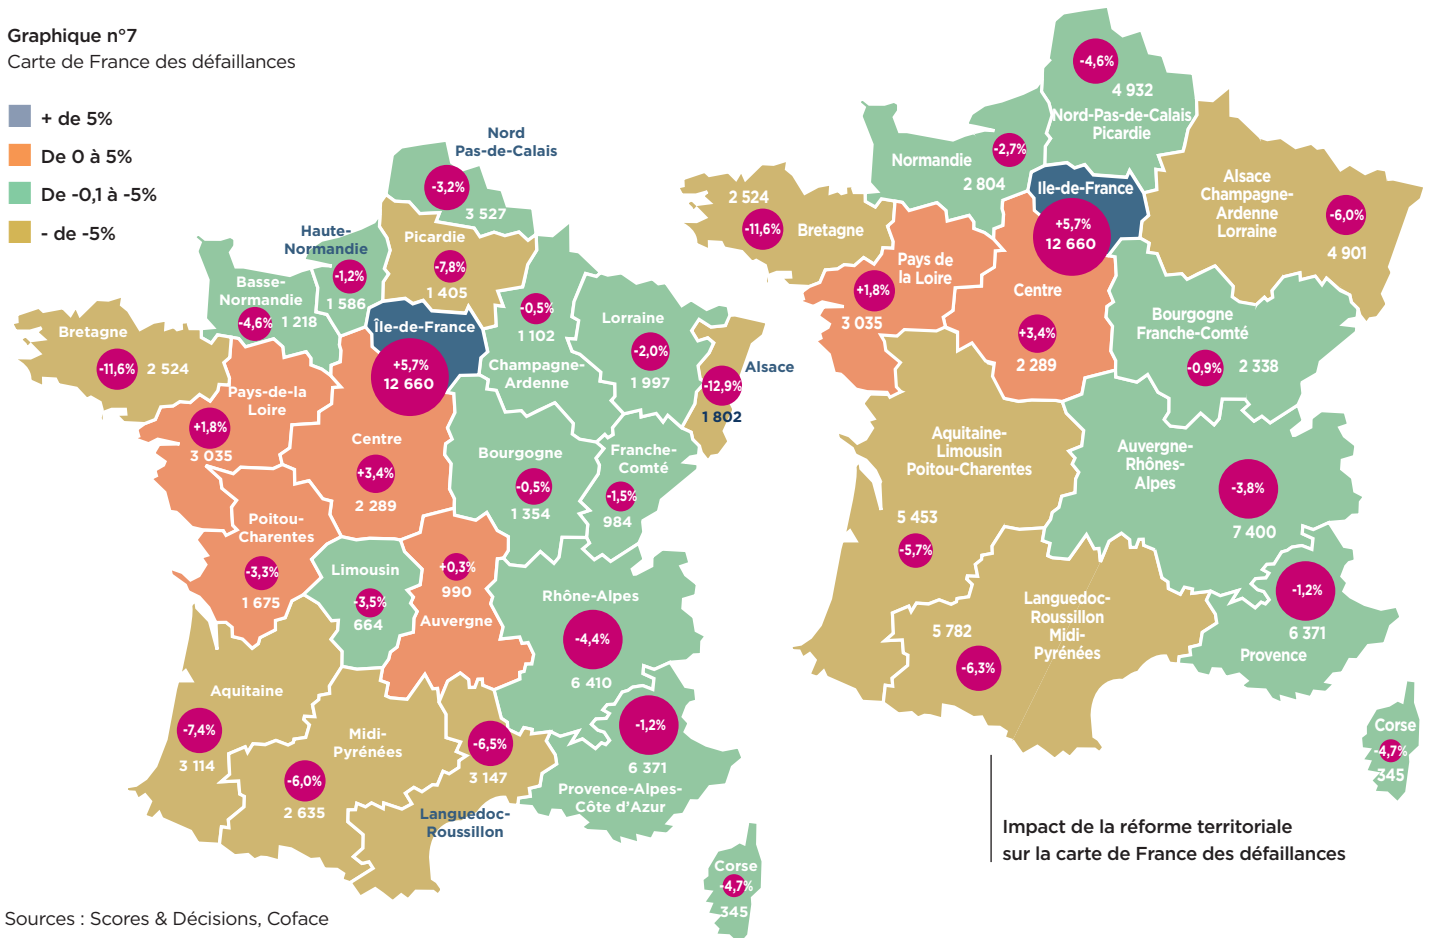 Graphique n°7
Carte de France des défaillances
+ de 5%
De 0 à 5%
De -0,1 à -5%
- de -5%
Nord
Pas-de-Calais
-3,2%
3 527
Haute-
Normandie
-1,2%
1 586
Picardie
-7,8%
1 405
Basse-
Normandie
-4,6%
1 218
Île-de-France
+5,7%
12 660
-0,5%
1 102
Champagne-
Ardenne
Lorraine
-2,0%
1 997
Alsace
-12,9%
1 802
Bretagne
-11,6%
2 524
Pays-de-la
Loire
+1,8%
3 035
Centre
+3,4%
2 289
Bourgogne
-0,5%
1 354
Franche-
Comté
-1,5%
984
Poitou-
Charentes
-3,3%
1 675
Limousin
-3,5%
664
+0,3%
990
Auvergne
Rhône-Alpes
-4,4%
6 410
Aquitaine
-7,4%
3 114
Midi-
Pyrénées
-6,0%
2 635
-6,5%
3 147
Languedoc-
Roussillon
-1,2%
6 371
Provence-Alpes-
Côte d'Azur
Corse
-4,7%
345
-4,6%
4 932
Nord-Pas-de-Calais
Picardie
Normandie
-2,7%
2 804
Ile-de-France
+5,7%
12 660
Alsace
Champagne-
Ardenne
Lorraine
-6,0%
4 901
2 524
-11,6%
Bretagne
Pays de
la Loire
+1,8%
3 035
Centre
+3,4%
2 289
Bourgogne
Franche-Comté
-0,9%
2 338
Aquitaine-
Limousin
Poitou-Charentes
5 453
-5,7%
Auvergne-
Rhônes-
Alpes
-3,8%
7 400
Languedoc-
Roussillon
Midi-
Pyrénées
5 782
-6,3%
-1,2%
6 371
Provence
Corse
-4,7%
345
Impact de la réforme territoriale
sur la carte de France des défaillances
Sources : Scores & Décisions, Coface